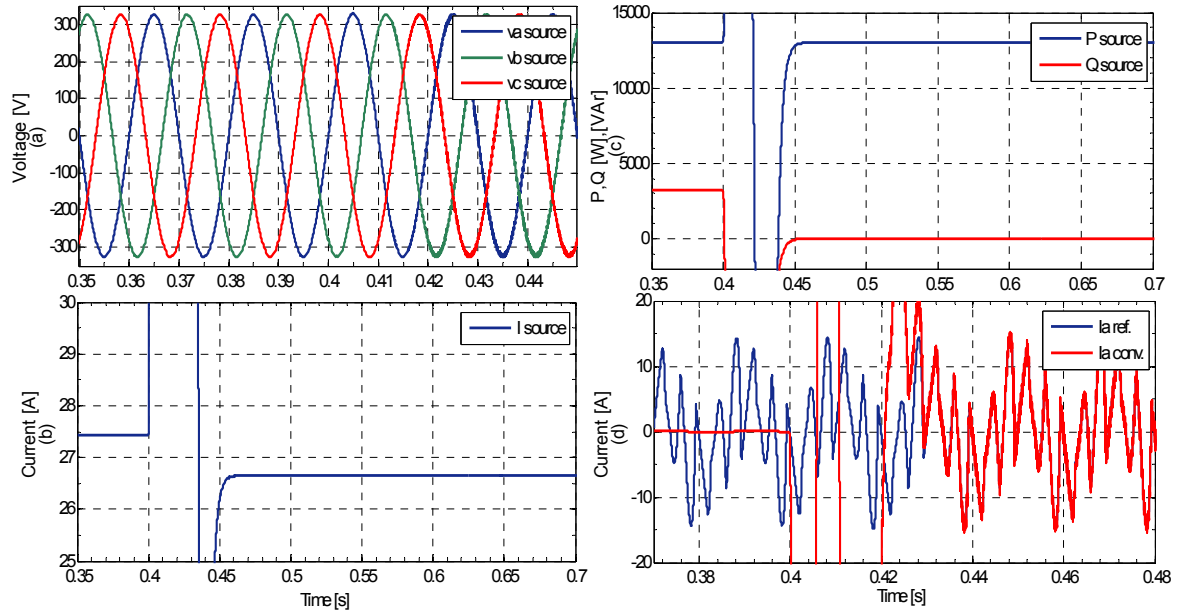 300
200
100
0
-100
-200
-300
Voltage [V]
(a)
va source
vb source
vc source
0.35 0.36 0.37 0.38 0.39 0.40 0.41 0.42 0.43 0.44
15000
10000
5000
0
P,Q [W],[VAr]
(c)
P source
Q source
0.35 0.4 0.45 0.5 0.55 0.6 0.65 0.7
30
29
28
27
26
25
Current [A]
(b)
I source
0.35 0.4 0.45 0.5 0.55 0.6 0.65 0.7
Time [s]
20
10
0
-10
-20
Current [A]
(d)
Ia ref.
Ia conv.
0.38 0.4 0.42 0.44 0.46 0.48
Time [s]